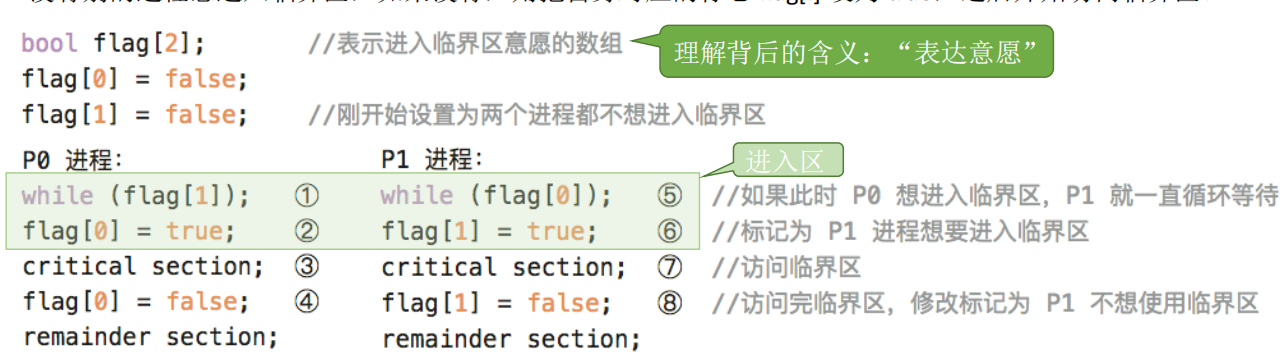 bool flag[2]; //表示进入临界区意愿的数组 理解背后的含义：“表达意愿”
flag[0] = false;
flag[1] = false; //刚开始设置为两个进程都不想进入临界区
P0 进程: P1 进程: 进入区
while (flag[1]); ① while (flag[0]); ⑤ //如果此时 P0 想进入临界区，P1 就一直循环等待
flag[0] = true; ② flag[1] = true; ⑥ //标记为 P1 进程想要进入临界区
critical section; ③ critical section; ⑦ //访问临界区
flag[0] = false; ④ flag[1] = false; ⑧ //访问完临界区，修改标记为 P1 不想使用临界区
remainder section; remainder section;